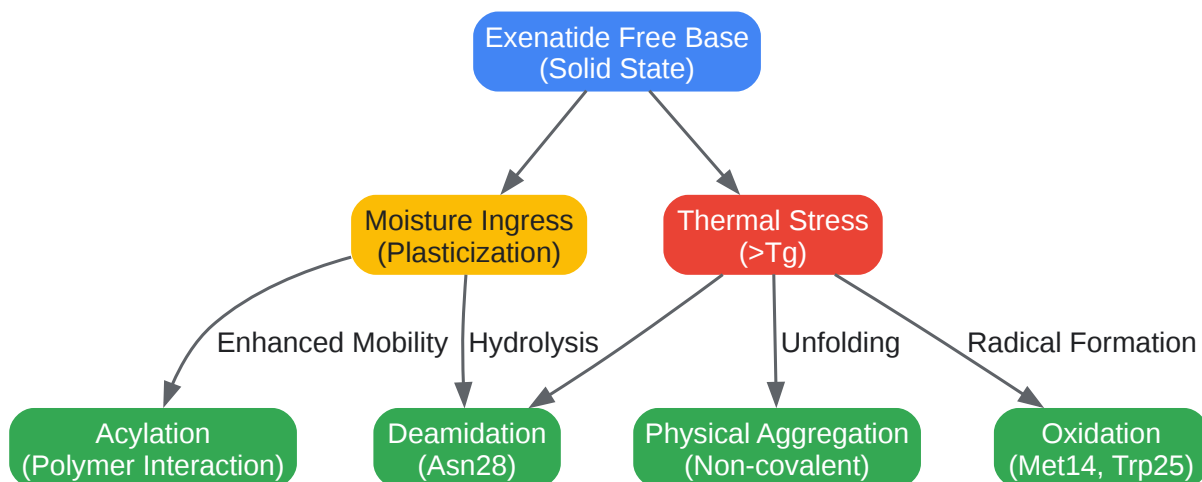 Exenatide Free Base
(Solid State)
Moisture Ingress
(Plasticization)
Thermal Stress
(>Tg)
Enhanced Mobility
Hydrolysis
Unfolding
Radical Formation
Acylation
(Polymer Interaction)
Deamidation
(Asn28)
Physical Aggregation
(Non-covalent)
Oxidation
(Met14, Trp25)